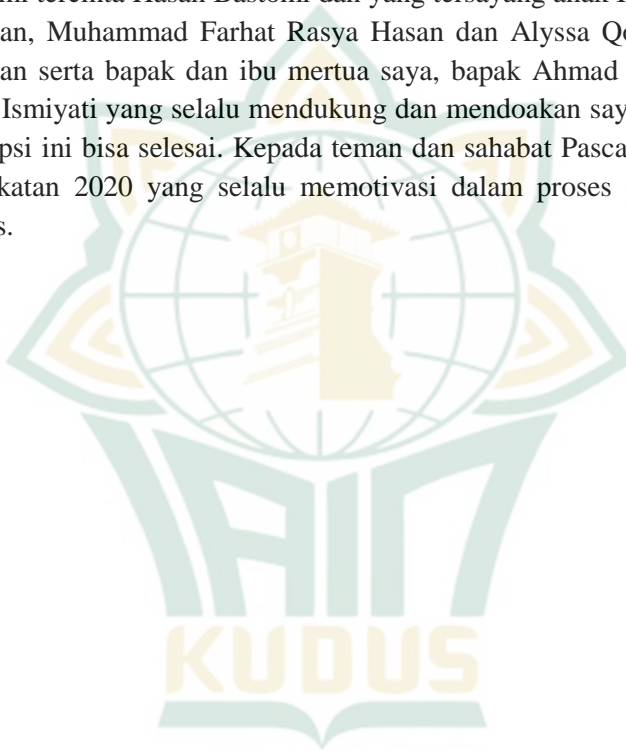 tercinta Hasan Bustomi dan yang tersayang anak
an, Muhammad Farhat Rasya Hasan dan Alyssa Qo
an serta bapak dan ibu mertua saya, bapak Ahmad
Ismiyati yang selalu mendukung dan mendoakan say
psi ini bisa selesai. Kepada teman dan sahabat Pasca
katan 2020 yang selalu memotivasi dalam proses
s.
IAIN
KUDUS